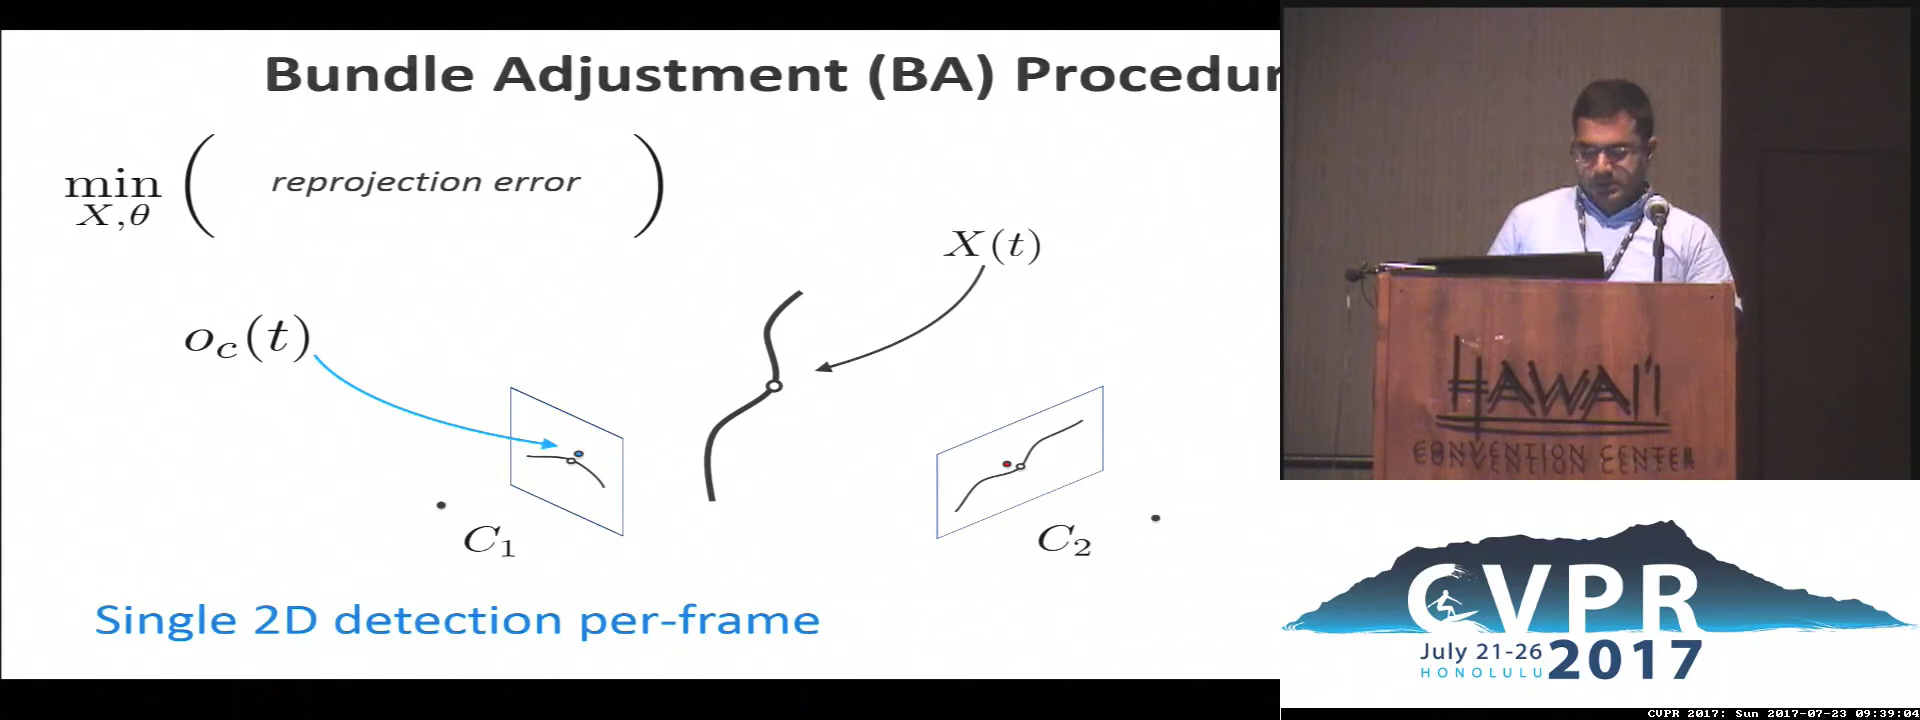 Bundle Adjustment (BA) Procedur
min
X,θ
( reprojection error )
X(t)
o_c(t)
C_1
C_2
Single 2D detection per-frame
HAWAI'I
CONVENTION CENTER
CVPR
July 21-26
HONOLULU
2017
CVPR 2017: Sun 2017-07-23 09:39:04